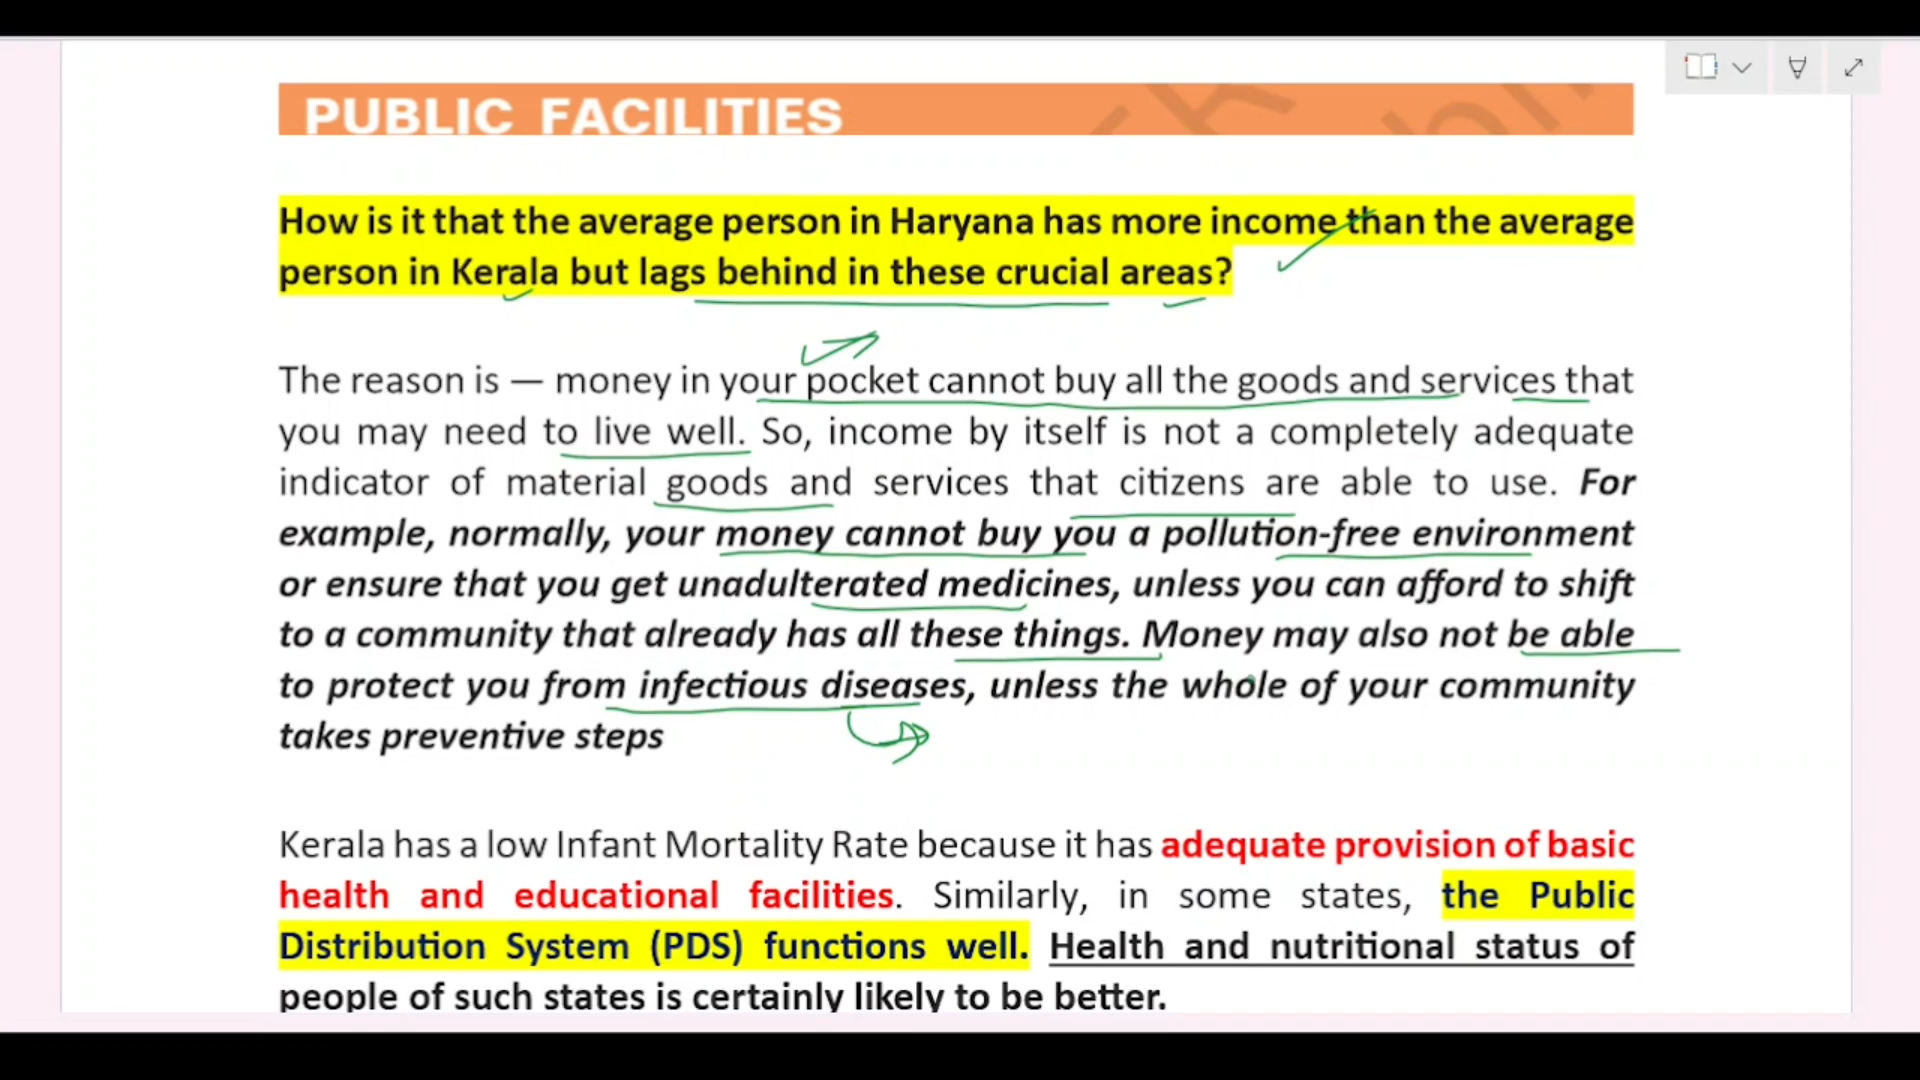 PUBLIC FACILITIES
How is it that the average person in Haryana has more income than the average
person in Kerala but lags behind in these crucial areas?
The reason is — money in your pocket cannot buy all the goods and services that
you may need to live well. So, income by itself is not a completely adequate
indicator of material goods and services that citizens are able to use. For
example, normally, your money cannot buy you a pollution-free environment
or ensure that you get unadulterated medicines, unless you can afford to shift
to a community that already has all these things. Money may also not be able
to protect you from infectious diseases, unless the whole of your community
takes preventive steps
Kerala has a low Infant Mortality Rate because it has adequate provision of basic
health and educational facilities. Similarly, in some states, the Public
Distribution System (PDS) functions well. Health and nutritional status of
people of such states is certainly likely to be better.